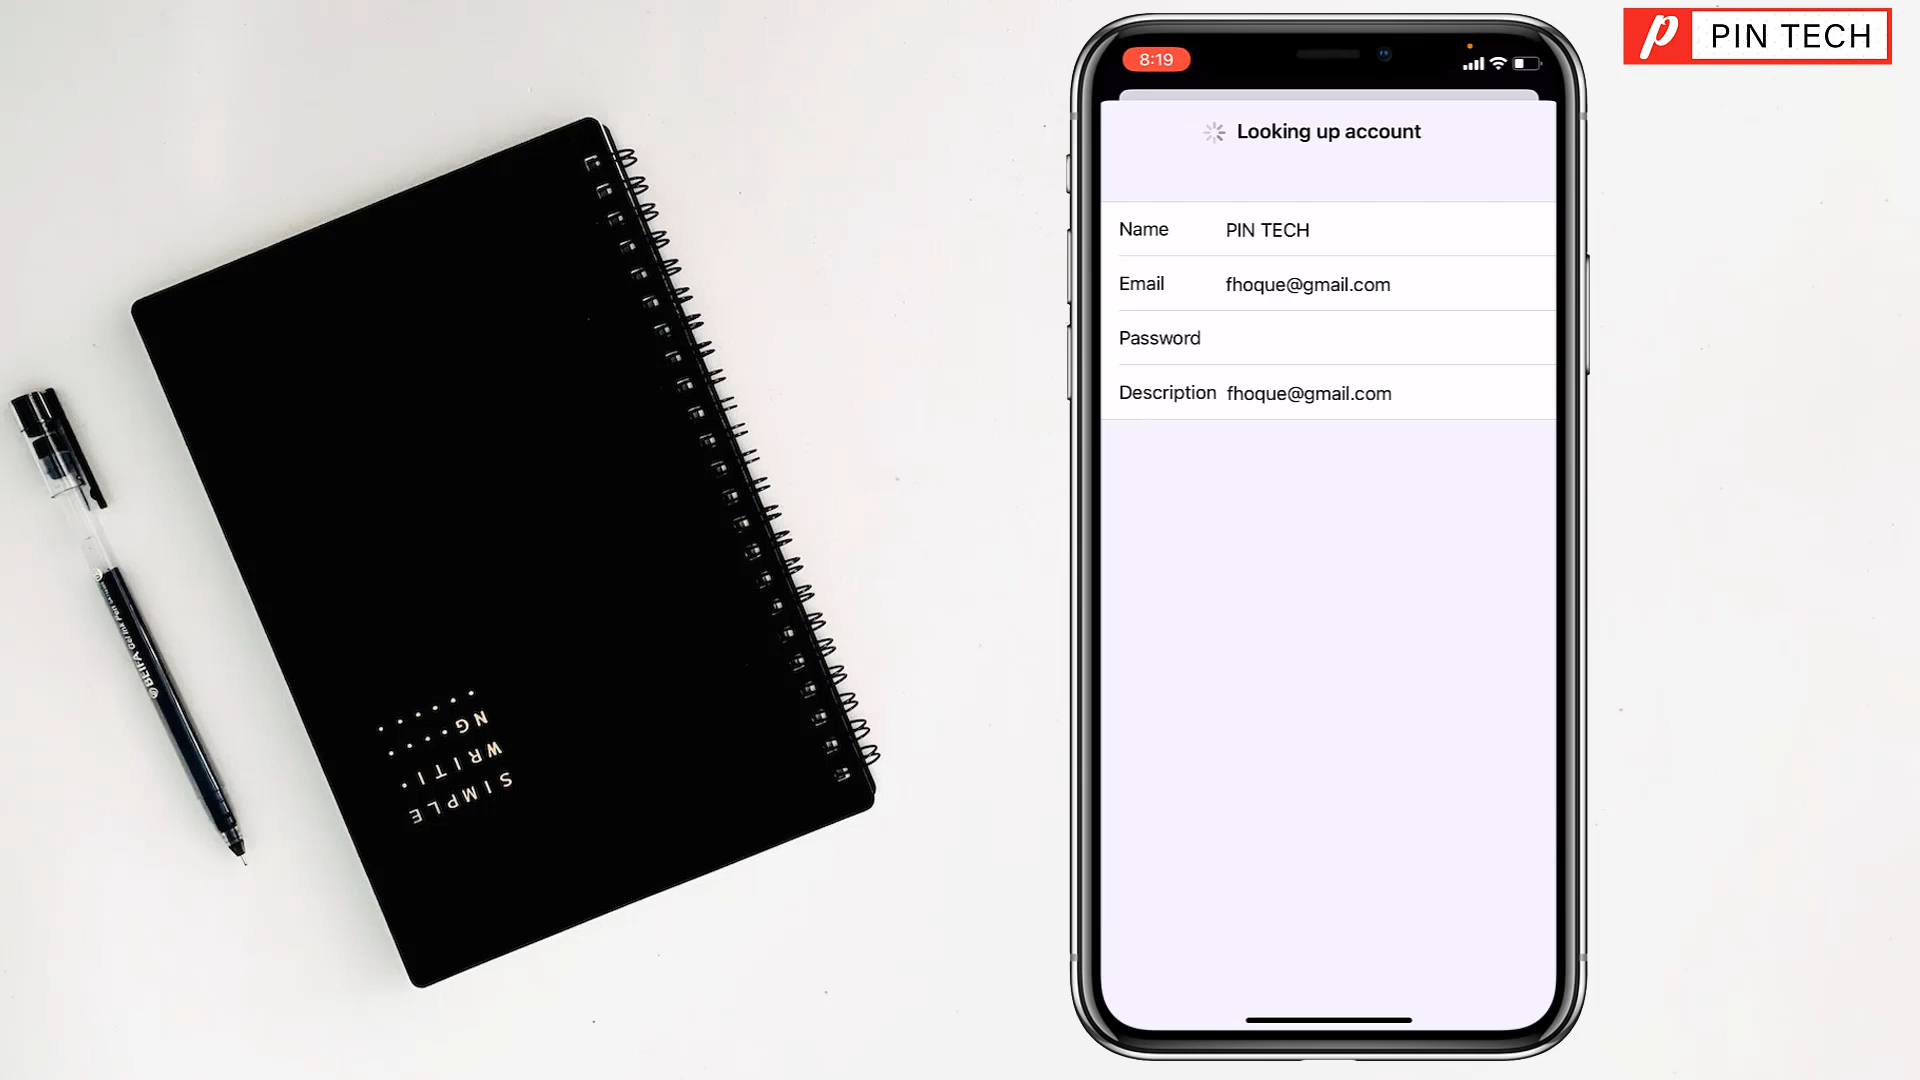 PIN TECH
8:19
Looking up account
Name PIN TECH
Email fhoque@gmail.com
Password
Description fhoque@gmail.com
SIMPLE
WRITI
NG